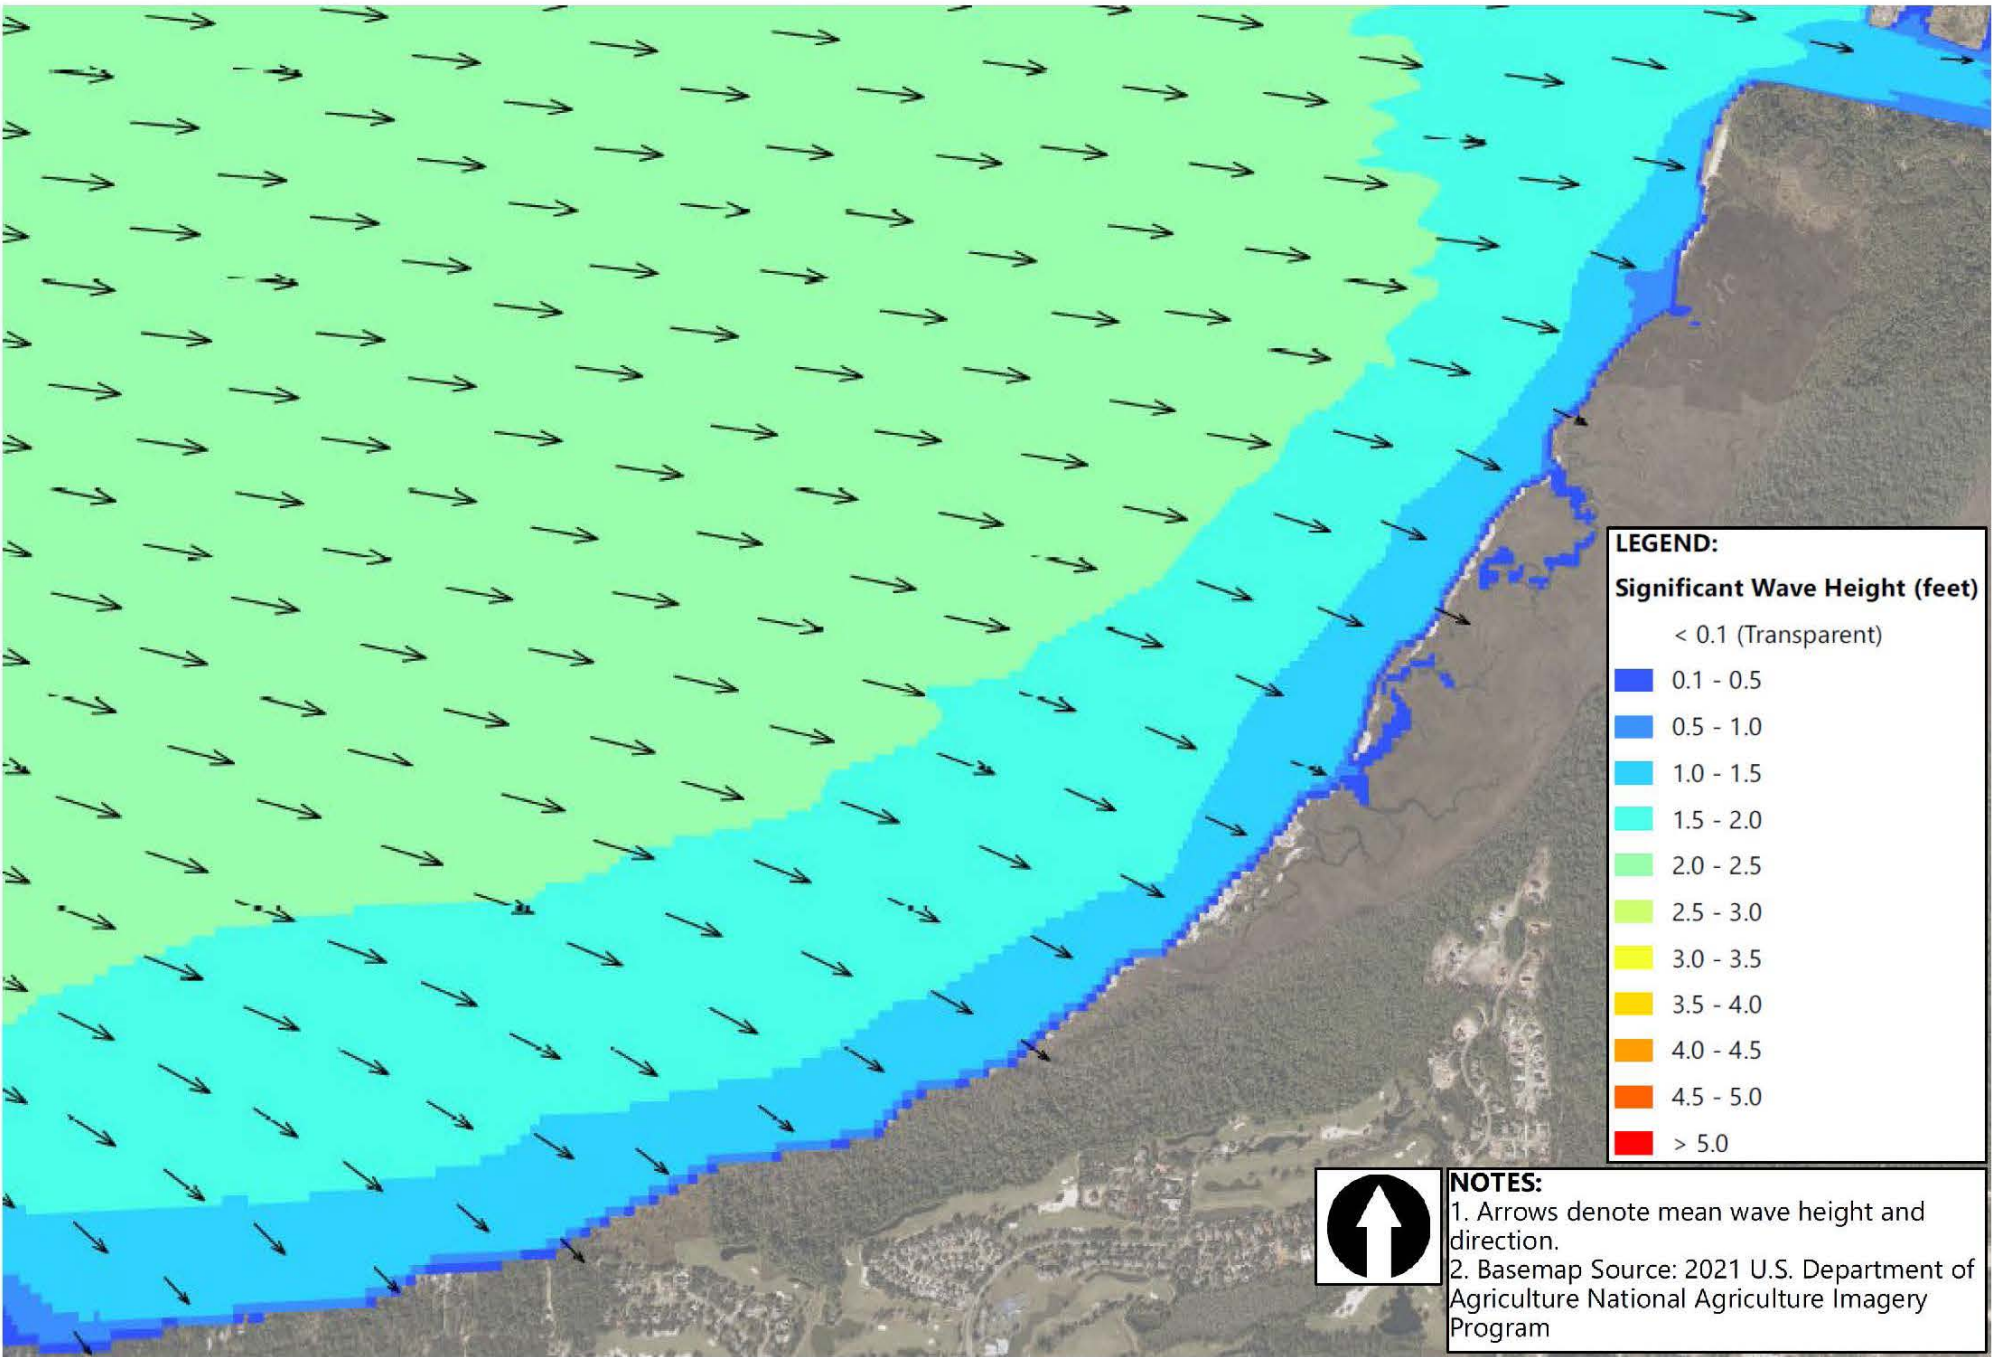 LEGEND:
Significant Wave Height (feet)
< 0.1 (Transparent)
0.1 - 0.5
0.5 - 1.0
1.0 - 1.5
1.5 - 2.0
2.0 - 2.5
2.5 - 3.0
3.0 - 3.5
3.5 - 4.0
4.0 - 4.5
4.5 - 5.0
> 5.0
NOTES:
1. Arrows denote mean wave height and
direction.
2. Basemap Source: 2021 U.S. Department of
Agriculture National Agriculture Imagery
Program